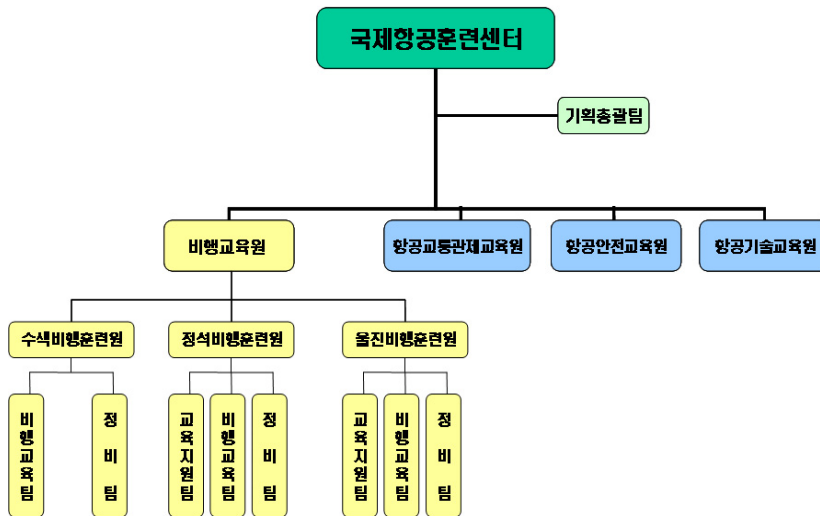 국제항공훈련센터
기획총괄팀
비행교육원
항공교통관제교육원
항공안전교육원
항공기술교육원
수색비행훈련원
정석비행훈련원
울진비행훈련원
비행교육팀
정비팀
교육지원팀
비행교육팀
정비팀
교육지원팀
비행교육팀
정비팀